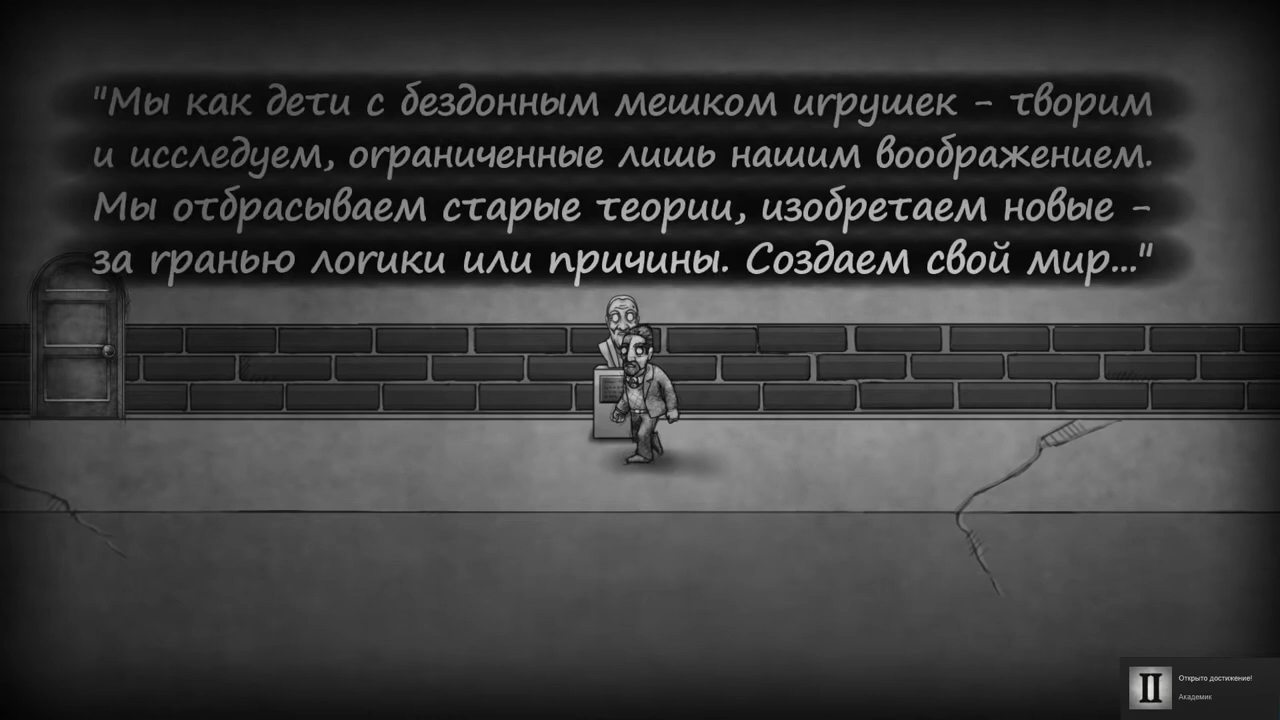 "Мы как дети с бездонным мешком игрушек - творим
и исследуем, ограниченные лишь нашим воображением.
Мы отбрасываем старые теории, изобретаем новые -
за гранью логики или причины. Создаем свой мир..."
II
Открыто достижение!
Академик